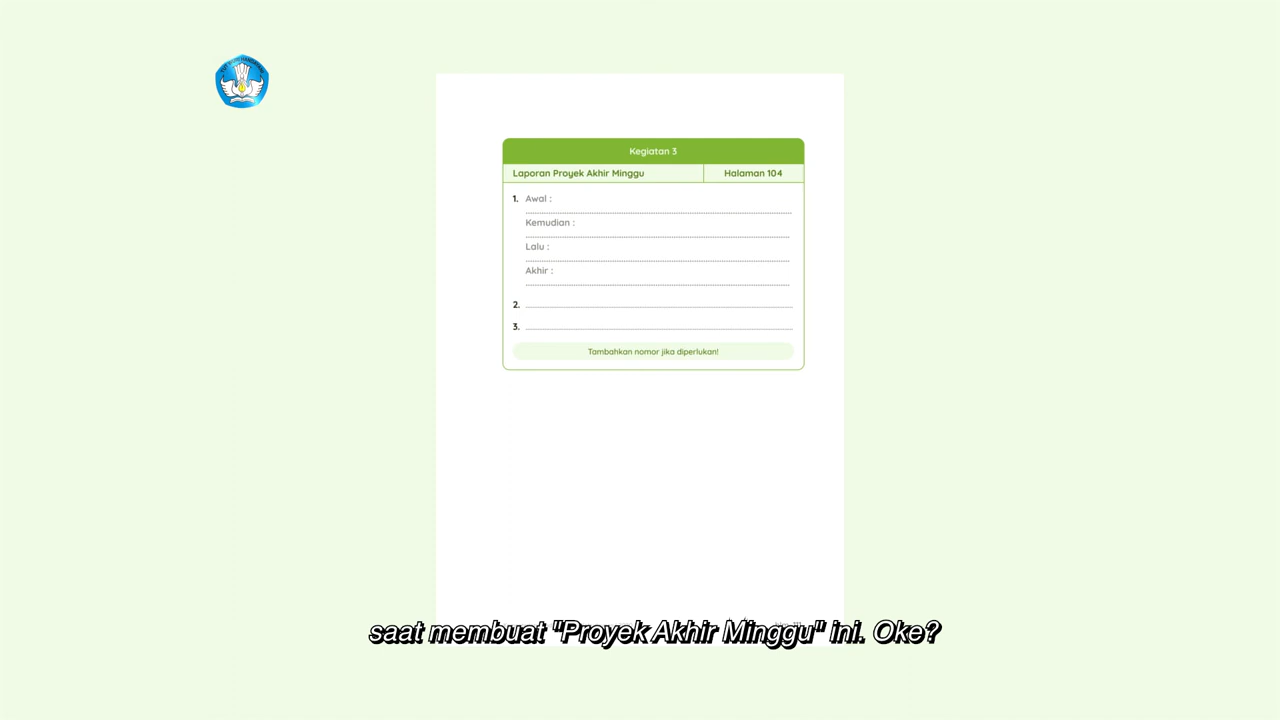 Kegiatan 3
Laporan Proyek Akhir Minggu Halaman 104
1. Awal :
Kemudian :
Lalu :
Akhir :
2.
3.
Tambahkan nomor jika diperlukan!
saat membuat "Proyek Akhir Minggu" ini. Oke?